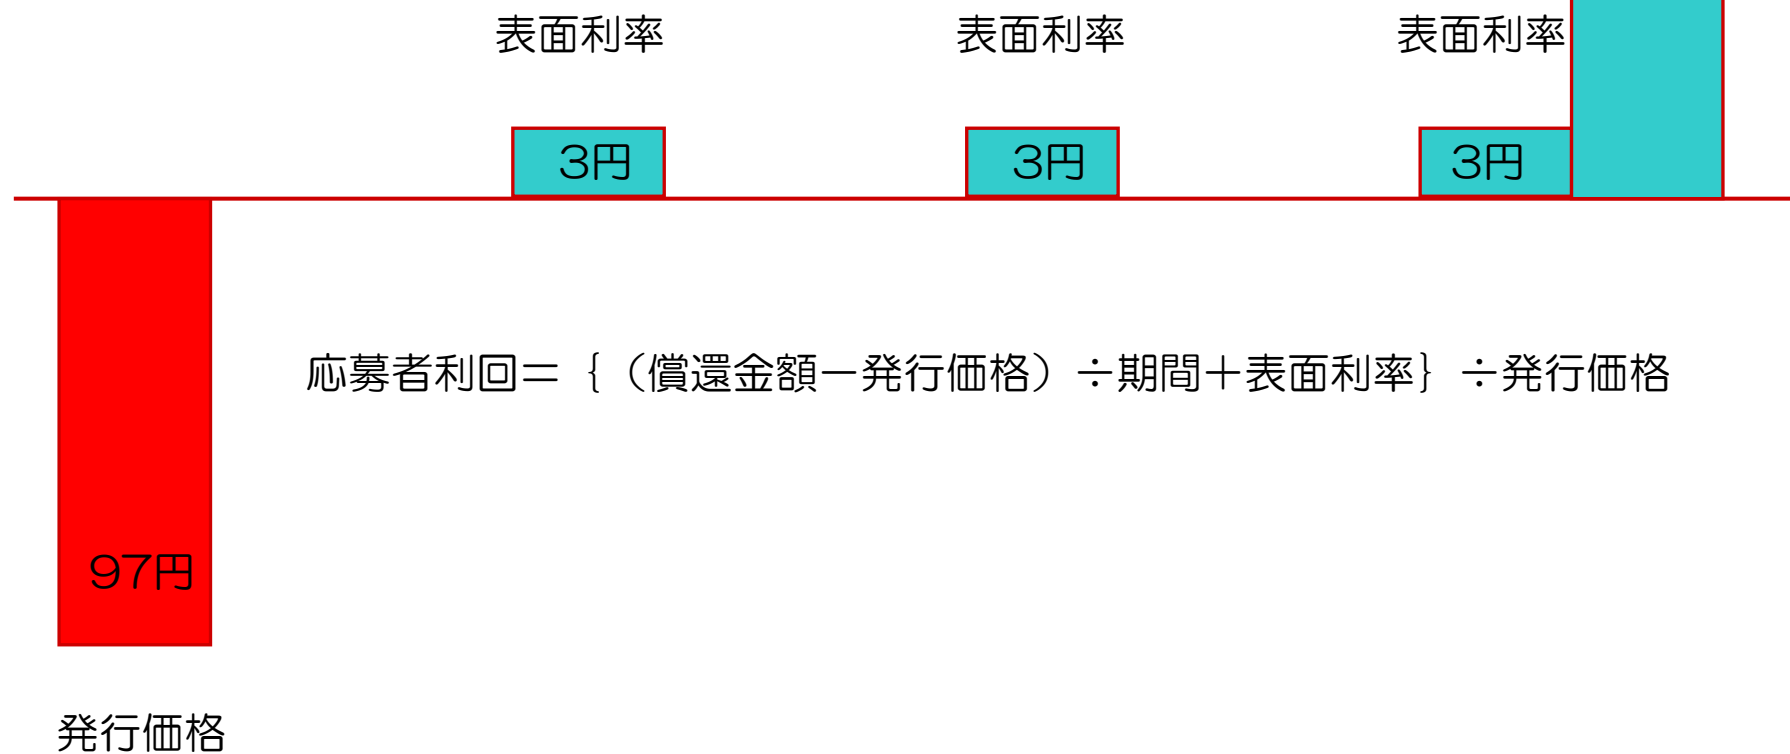 表面利率 表面利率 表面利率
3円 3円 3円
応募者利回＝｛（償還金額－発行価格）÷期間＋表面利率｝÷発行価格
97円
発行価格